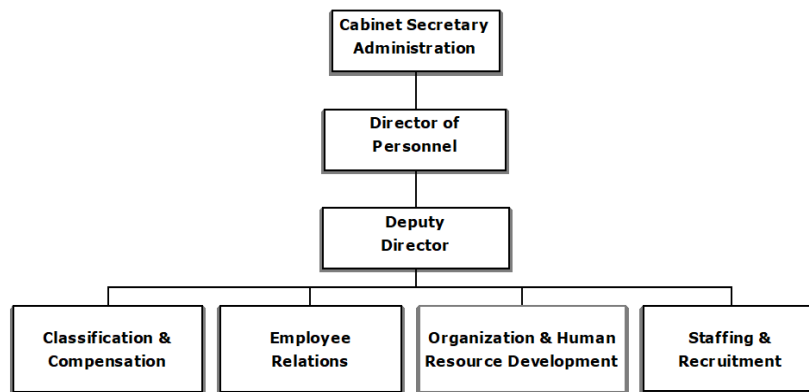 Cabinet Secretary
Administration
Director of
Personnel
Deputy
Director
Classification &
Compensation
Employee
Relations
Organization & Human
Resource Development
Staffing &
Recruitment